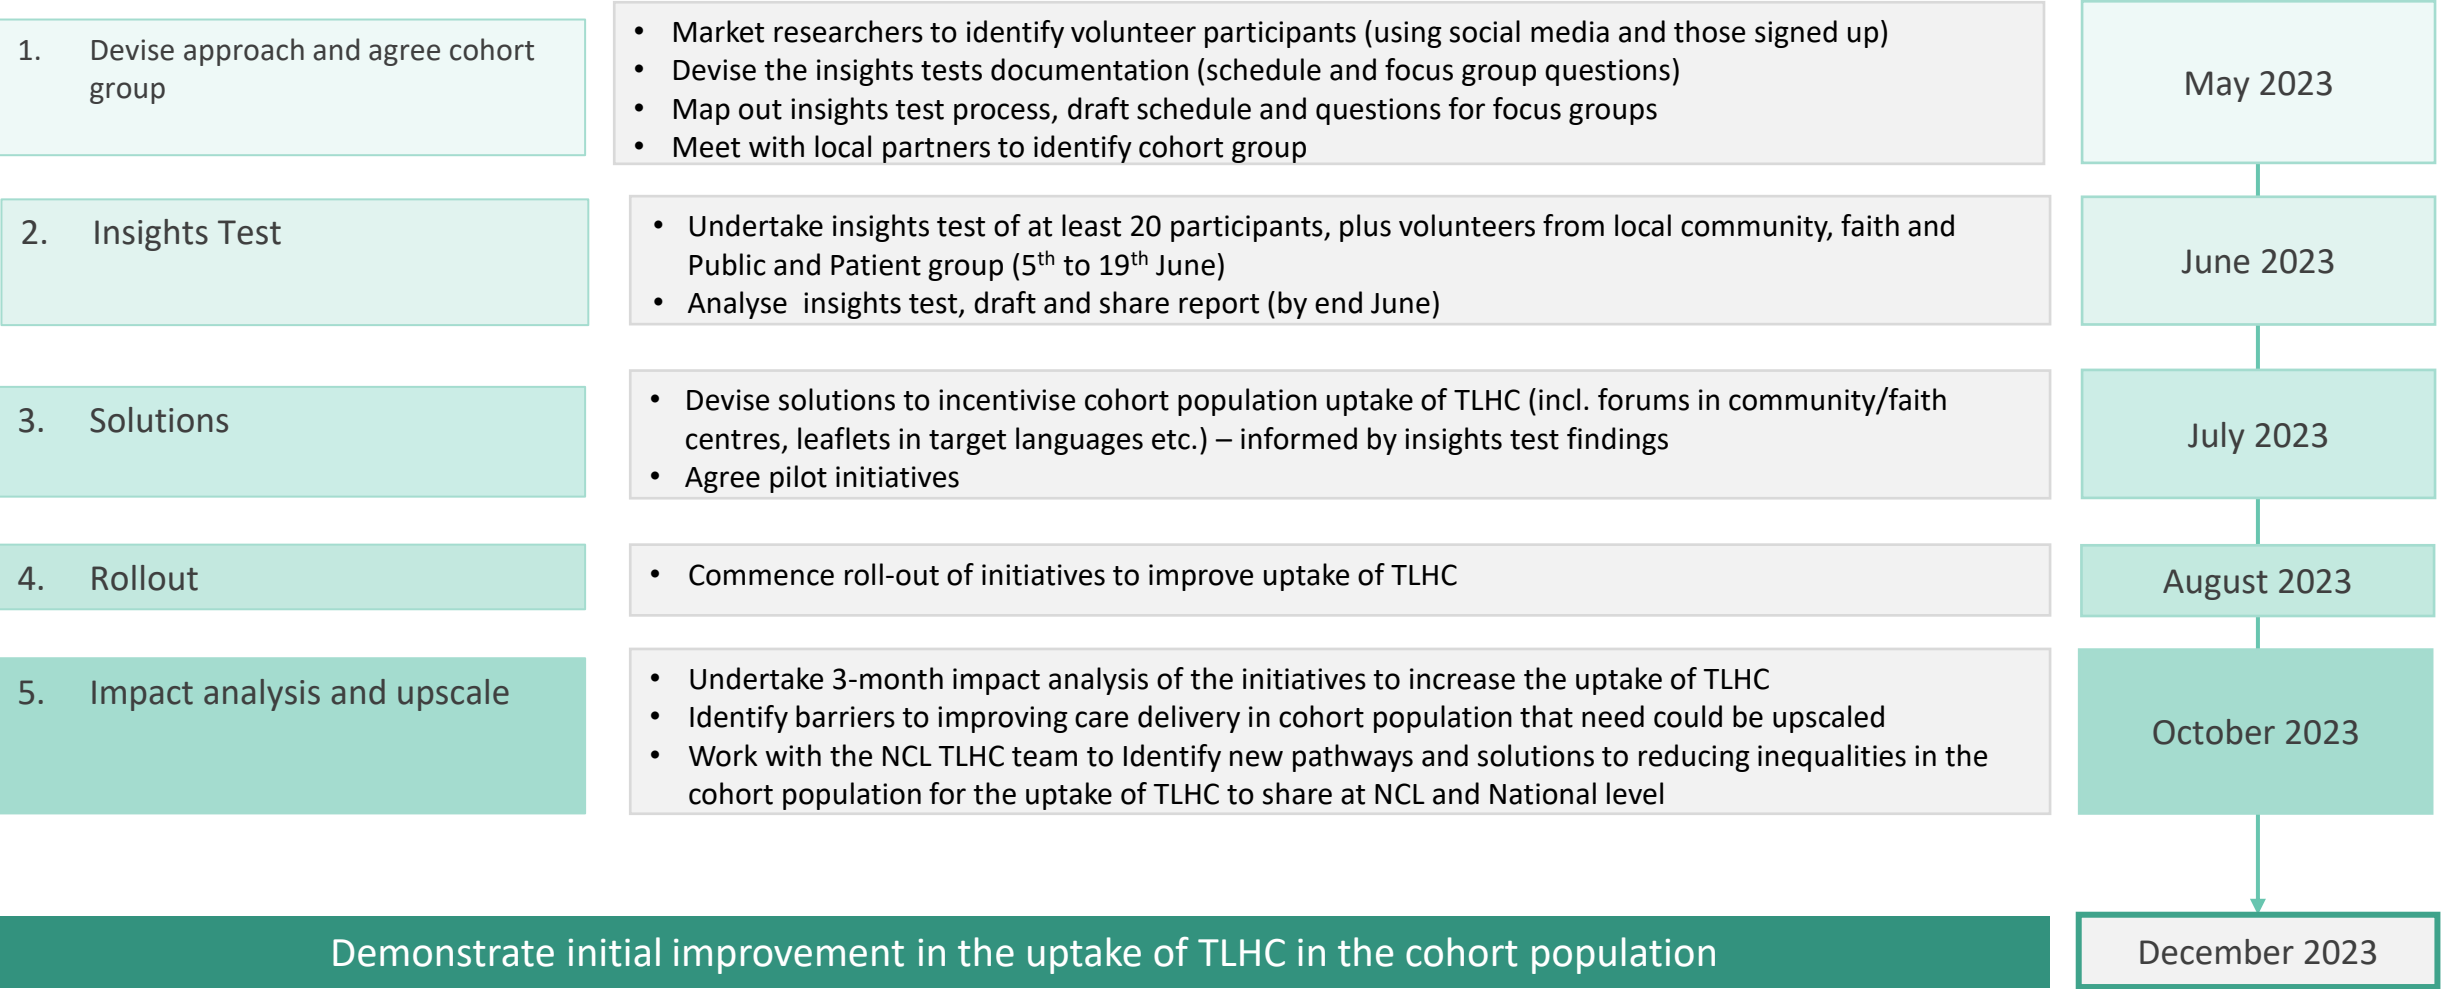 1. Devise approach and agree cohort
group
• Market researchers to identify volunteer participants (using social media and those signed up)
• Devise the insights tests documentation (schedule and focus group questions)
• Map out insights test process, draft schedule and questions for focus groups
• Meet with local partners to identify cohort group
May 2023
2. Insights Test
• Undertake insights test of at least 20 participants, plus volunteers from local community, faith and
Public and Patient group (5th to 19th June)
• Analyse insights test, draft and share report (by end June)
June 2023
3. Solutions
• Devise solutions to incentivise cohort population uptake of TLHC (incl. forums in community/faith
centres, leaflets in target languages etc.) – informed by insights test findings
• Agree pilot initiatives
July 2023
4. Rollout
• Commence roll-out of initiatives to improve uptake of TLHC
August 2023
5. Impact analysis and upscale
• Undertake 3-month impact analysis of the initiatives to increase the uptake of TLHC
• Identify barriers to improving care delivery in cohort population that need could be upscaled
• Work with the NCL TLHC team to Identify new pathways and solutions to reducing inequalities in the
cohort population for the uptake of TLHC to share at NCL and National level
October 2023
Demonstrate initial improvement in the uptake of TLHC in the cohort population
December 2023